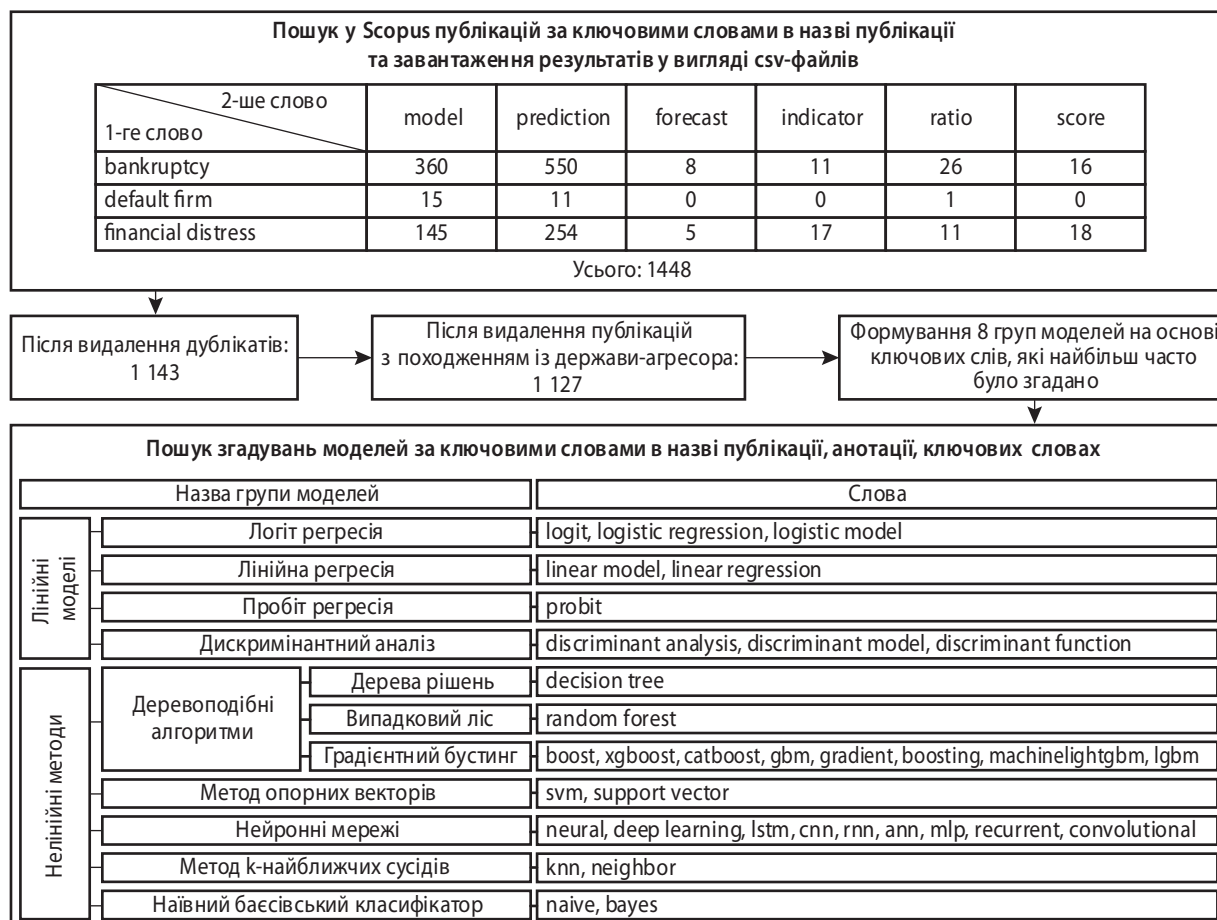 Пошук у Scopus публікацій за ключовими словами в назві публікації
та завантаження результатів у вигляді csv-файлів
2-ше слово
1-ге слово
model prediction forecast indicator ratio score
bankruptcy 360 550 8 11 26 16
default firm 15 11 0 0 1 0
financial distress 145 254 5 17 11 18
Усього: 1448
Після видалення дублікатів:
1 143
Після видалення публікацій
з походженням із держави-агресора:
1 127
Формування 8 груп моделей на основі
ключових слів, які найбільш часто
було згадано
Пошук згадувань моделей за ключовими словами в назві публікації, анотації, ключових словах
Назва групи моделей Слова
Лінійні
моделі
Логіт регресія logit, logistic regression, logistic model
Лінійна регресія linear model, linear regression
Пробіт регресія probit
Дискримінантний аналіз discriminant analysis, discriminant model, discriminant function
Нелінійні методи
Деревоподібні
алгоритми
Дерева рішень decision tree
Випадковий ліс random forest
Градієнтний бустинг boost, xgboost, catboost, gbm, gradient, boosting, machinelightgbm, lgbm
Метод опорних векторів svm, support vector
Нейронні мережі neural, deep learning, lstm, cnn, rnn, ann, mlp, recurrent, convolutional
Метод k-найближчих сусідів knn, neighbor
Наївний баєсівський класифікатор naive, bayes